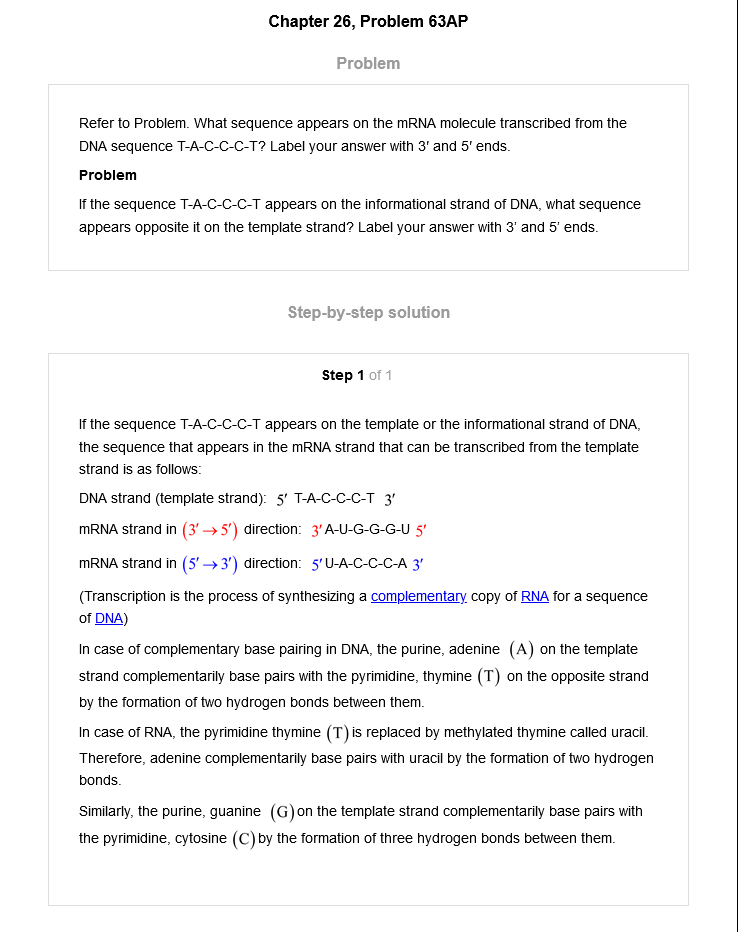 Chapter 26, Problem 63AP
Problem
Refer to Problem. What sequence appears on the mRNA molecule transcribed from the
DNA sequence T-A-C-C-C-T? Label your answer with 3′ and 5′ ends.
Problem
If the sequence T-A-C-C-C-T appears on the informational strand of DNA, what sequence
appears opposite it on the template strand? Label your answer with 3′ and 5′ ends.
Step-by-step solution
Step 1 of 1
If the sequence T-A-C-C-C-T appears on the template or the informational strand of DNA,
the sequence that appears in the mRNA strand that can be transcribed from the template
strand is as follows:
DNA strand (template strand): 5′ T-A-C-C-C-T 3′
mRNA strand in (3′→5′) direction: 3′ A-U-G-G-G-U 5′
mRNA strand in (5′→3′) direction: 5′ U-A-C-C-C-A 3′
(Transcription is the process of synthesizing a complementary copy of RNA for a sequence
of DNA)
In case of complementary base pairing in DNA, the purine, adenine (A) on the template
strand complementarily base pairs with the pyrimidine, thymine (T) on the opposite strand
by the formation of two hydrogen bonds between them.
In case of RNA, the pyrimidine thymine (T) is replaced by methylated thymine called uracil.
Therefore, adenine complementarily base pairs with uracil by the formation of two hydrogen
bonds.
Similarly, the purine, guanine (G) on the template strand complementarily base pairs with
the pyrimidine, cytosine (C) by the formation of three hydrogen bonds between them.